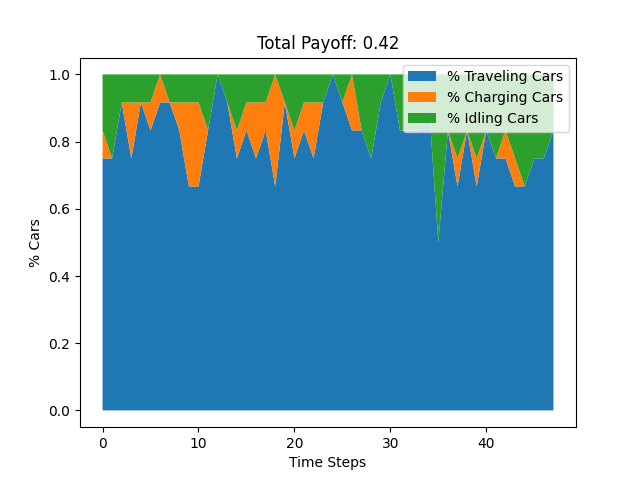 Total Payoff: 0.42
1.0
0.8
0.6
0.4
0.2
0.0
% Cars
% Traveling Cars
% Charging Cars
% Idling Cars
0 10 20 30 40
Time Steps